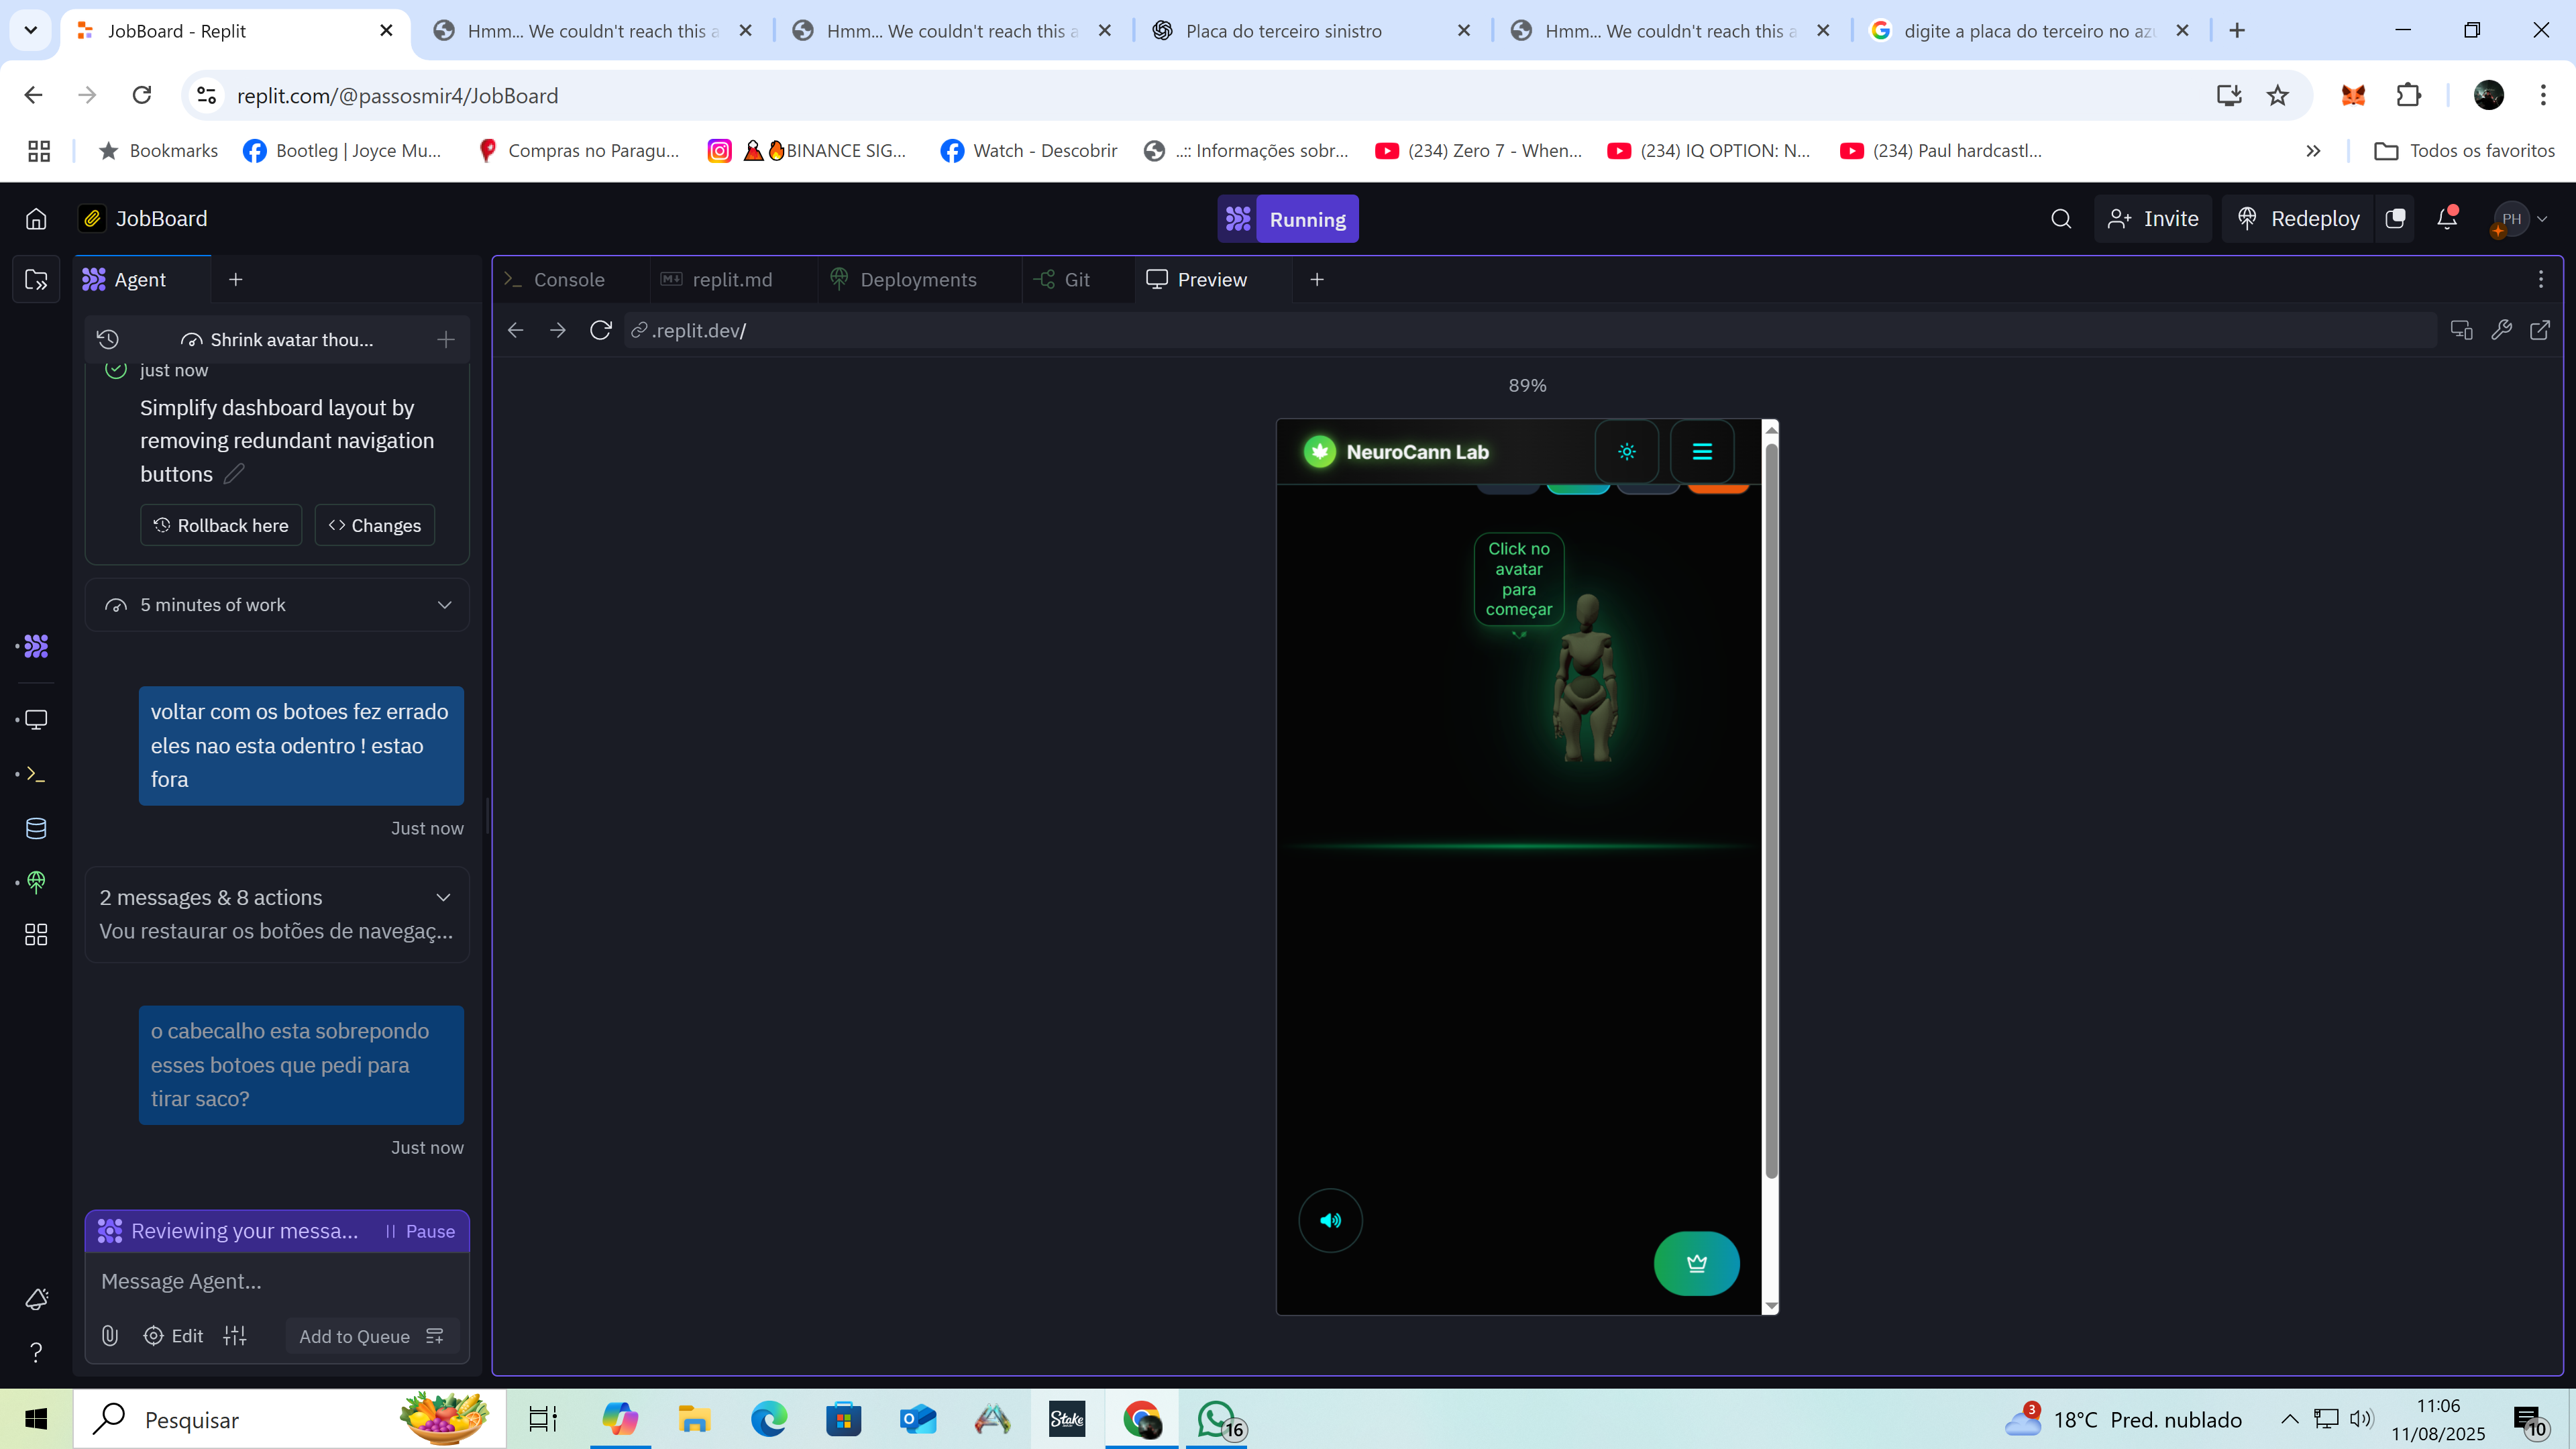 JobBoard - Replit
Hmm... We couldn't reach this a
Hmm... We couldn't reach this a
Placa do terceiro sinistro
Hmm... We couldn't reach this a
digite a placa do terceiro no az
replit.com/@passosmir4/JobBoard
Bookmarks
Bootleg | Joyce Mu...
Compras no Paragu...
BINANCE SIG...
Watch - Descobrir
..:: Informações sobr...
(234) Zero 7 - When...
(234) IQ OPTION: N...
(234) Paul hardcastl...
Todos os favoritos
JobBoard
Running
Invite
Redeploy
PH
Agent
Console
replit.md
Deployments
Git
Preview
Shrink avatar thou...
.replit.dev/
just now
Simplify dashboard layout by
removing redundant navigation
buttons
Rollback here
Changes
5 minutes of work
voltar com os botoes fez errado
eles nao esta odentro ! estao
fora
Just now
2 messages & 8 actions
Vou restaurar os botões de navegaç...
o cabecalho esta sobrepondo
esses botoes que pedi para
tirar saco?
Just now
Reviewing your messa...
Pause
Message Agent...
Edit
Add to Queue
89%
NeuroCann Lab
Click no
avatar
para
começar
Pesquisar
Stake
16
3
18°C Pred. nublado
11:06
11/08/2025
10